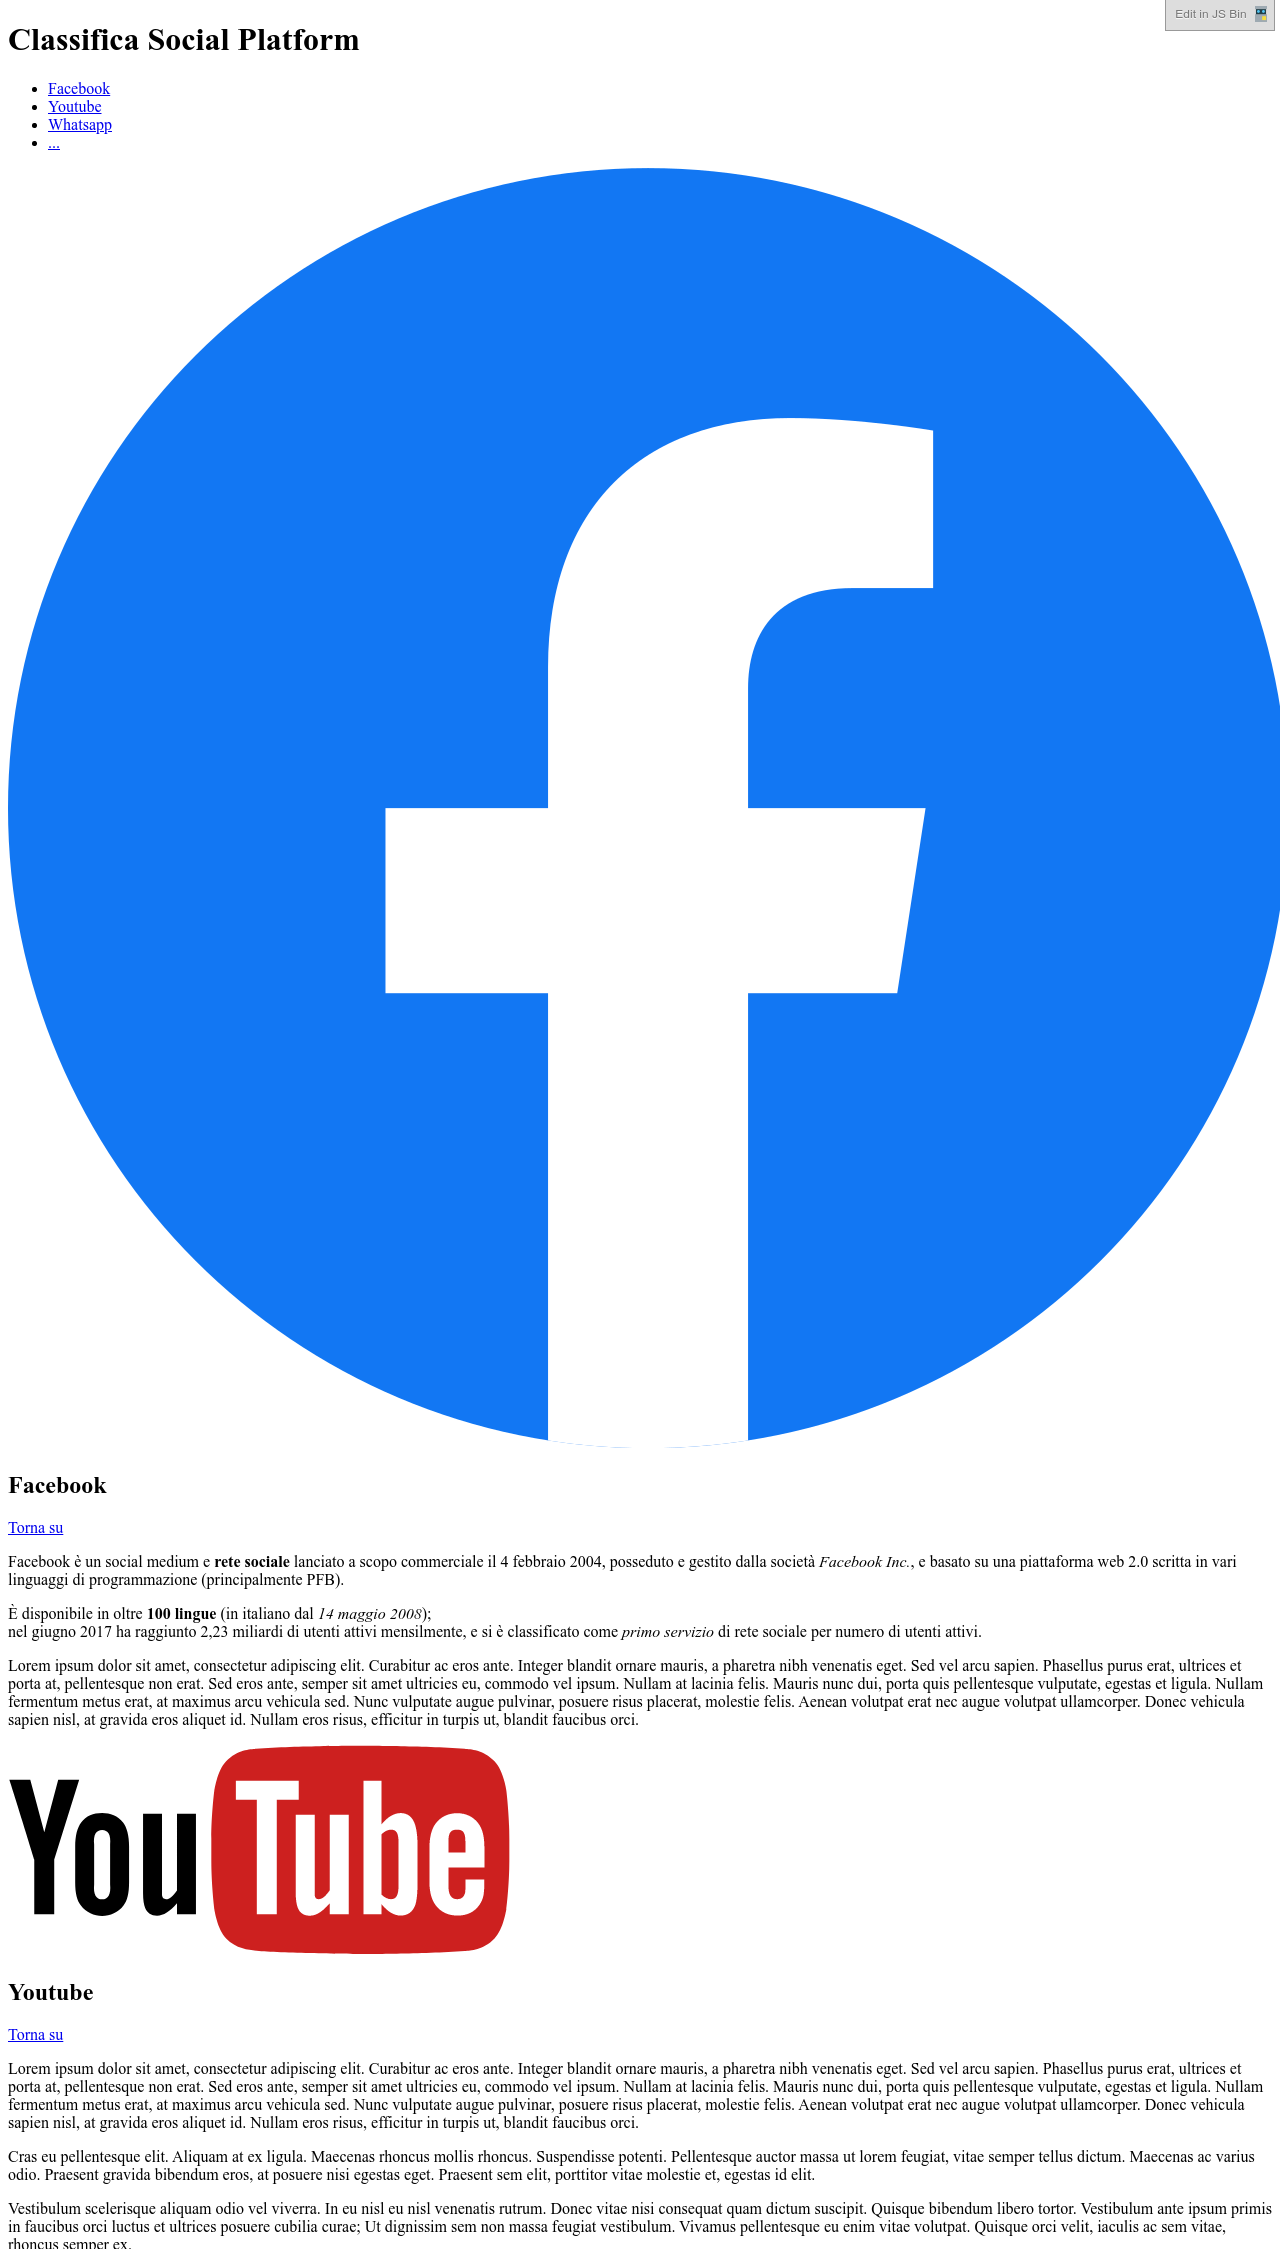 Edit in JS Bin
Classifica Social Platform
Facebook
Youtube
Whatsapp
...
Facebook
Torna su
Facebook è un social medium e rete sociale lanciato a scopo commerciale il 4 febbraio 2004, posseduto e gestito dalla società Facebook Inc., e basato su una piattaforma web 2.0 scritta in vari
linguaggi di programmazione (principalmente PFB).
È disponibile in oltre 100 lingue (in italiano dal 14 maggio 2008);
nel giugno 2017 ha raggiunto 2,23 miliardi di utenti attivi mensilmente, e si è classificato come primo servizio di rete sociale per numero di utenti attivi.
Lorem ipsum dolor sit amet, consectetur adipiscing elit. Curabitur ac eros ante. Integer blandit ornare mauris, a pharetra nibh venenatis eget. Sed vel arcu sapien. Phasellus purus erat, ultrices et
porta at, pellentesque non erat. Sed eros ante, semper sit amet ultricies eu, commodo vel ipsum. Nullam at lacinia felis. Mauris nunc dui, porta quis pellentesque vulputate, egestas et ligula. Nullam
fermentum metus erat, at maximus arcu vehicula sed. Nunc vulputate augue pulvinar, posuere risus placerat, molestie felis. Aenean volutpat erat nec augue volutpat ullamcorper. Donec vehicula
sapien nisl, at gravida eros aliquet id. Nullam eros risus, efficitur in turpis ut, blandit faucibus orci.
YouTube
Youtube
Torna su
Lorem ipsum dolor sit amet, consectetur adipiscing elit. Curabitur ac eros ante. Integer blandit ornare mauris, a pharetra nibh venenatis eget. Sed vel arcu sapien. Phasellus purus erat, ultrices et
porta at, pellentesque non erat. Sed eros ante, semper sit amet ultricies eu, commodo vel ipsum. Nullam at lacinia felis. Mauris nunc dui, porta quis pellentesque vulputate, egestas et ligula. Nullam
fermentum metus erat, at maximus arcu vehicula sed. Nunc vulputate augue pulvinar, posuere risus placerat, molestie felis. Aenean volutpat erat nec augue volutpat ullamcorper. Donec vehicula
sapien nisl, at gravida eros aliquet id. Nullam eros risus, efficitur in turpis ut, blandit faucibus orci.
Cras eu pellentesque elit. Aliquam at ex ligula. Maecenas rhoncus mollis rhoncus. Suspendisse potenti. Pellentesque auctor massa ut lorem feugiat, vitae semper tellus dictum. Maecenas ac varius
odio. Praesent gravida bibendum eros, at posuere nisi egestas eget. Praesent sem elit, porttitor vitae molestie et, egestas id elit.
Vestibulum scelerisque aliquam odio vel viverra. In eu nisl eu nisl venenatis rutrum. Donec vitae nisi consequat quam dictum suscipit. Quisque bibendum libero tortor. Vestibulum ante ipsum primis
in faucibus orci luctus et ultrices posuere cubilia curae; Ut dignissim sem non massa feugiat vestibulum. Vivamus pellentesque eu enim vitae volutpat. Quisque orci velit, iaculis ac sem vitae,
rhoncus semper ex.